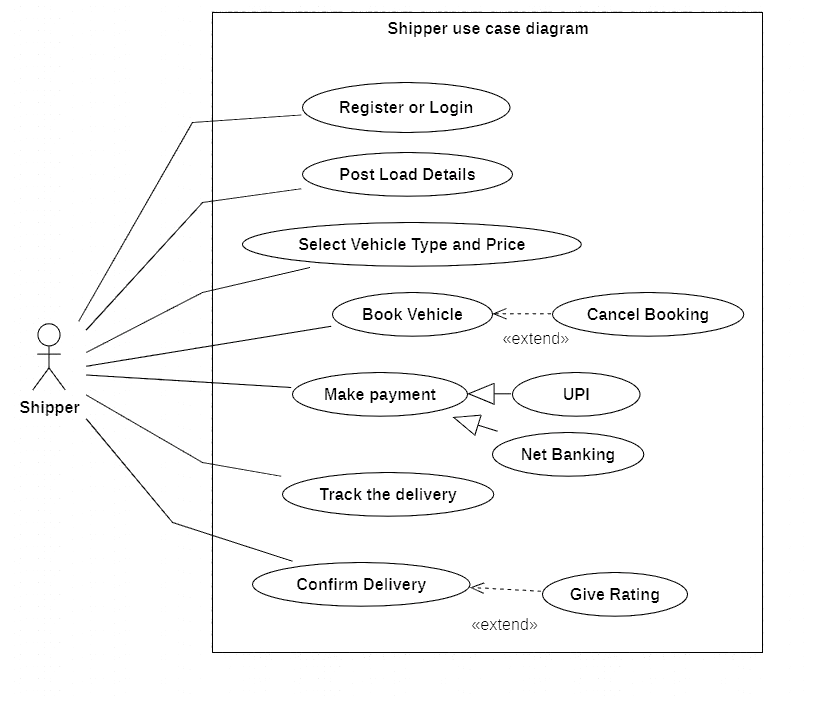 Shipper use case diagram
Register or Login
Post Load Details
Select Vehicle Type and Price
Book Vehicle
Cancel Booking
«extend»
Make payment
UPI
Shipper
Net Banking
Track the delivery
Confirm Delivery
Give Rating
«extend»